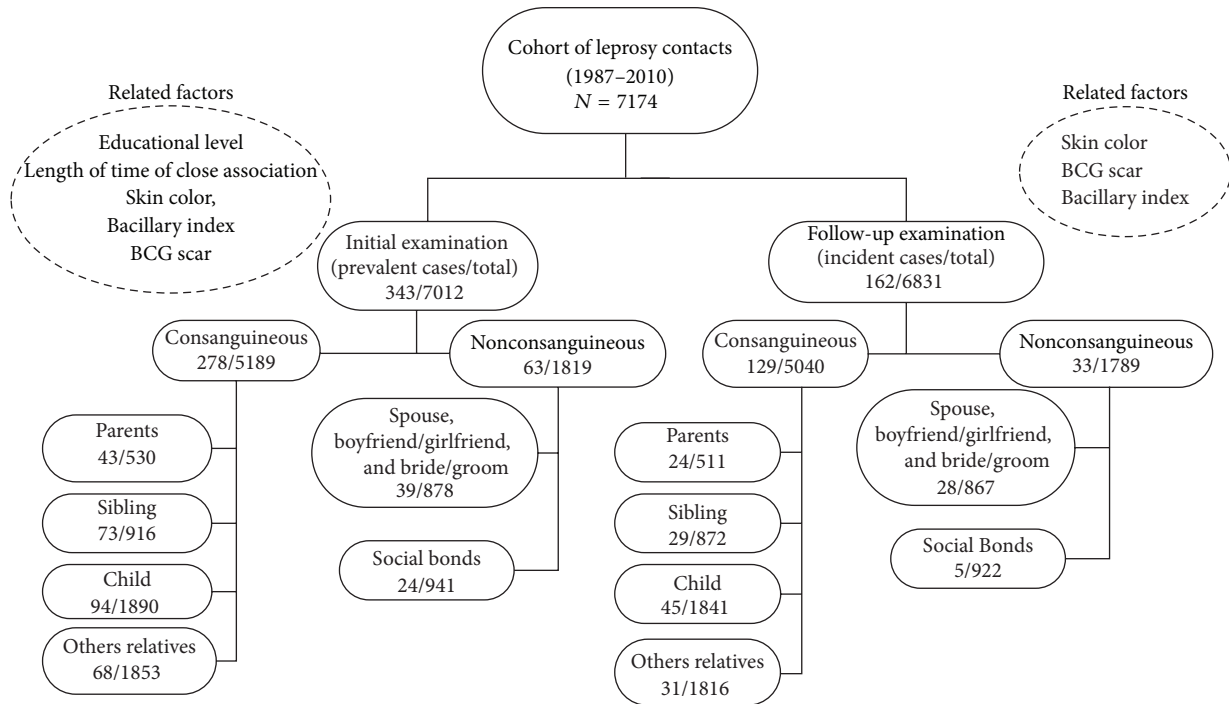 Cohort of leprosy contacts
(1987–2010)
N = 7174
Related factors
Educational level
Length of time of close association
Skin color,
Bacillary index
BCG scar
Related factors
Skin color
BCG scar
Bacillary index
Initial examination
(prevalent cases/total)
343/7012
Follow-up examination
(incident cases/total)
162/6831
Consanguineous
278/5189
Nonconsanguineous
63/1819
Consanguineous
129/5040
Nonconsanguineous
33/1789
Parents
43/530
Sibling
73/916
Child
94/1890
Others relatives
68/1853
Spouse,
boyfriend/girlfriend,
and bride/groom
39/878
Social bonds
24/941
Parents
24/511
Sibling
29/872
Child
45/1841
Others relatives
31/1816
Spouse,
boyfriend/girlfriend,
and bride/groom
28/867
Social Bonds
5/922